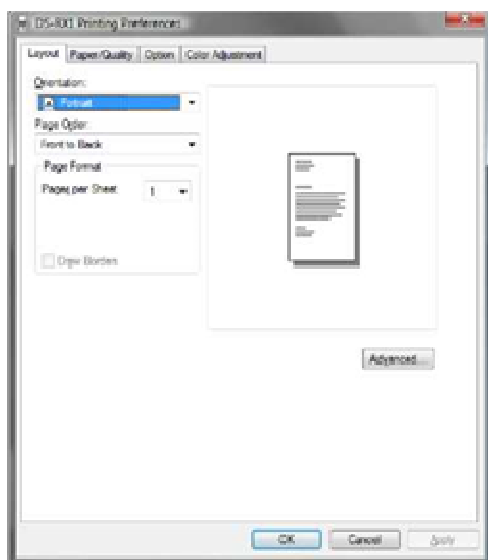 DS-RX1 Printing Preferences
Layout Paper/Quality Option Color Adjustment
Orientation:
Portrait
Page Order:
Front to Back
Page Format
Pages per Sheet 1
Draw Borders
Advanced...
OK Cancel Apply